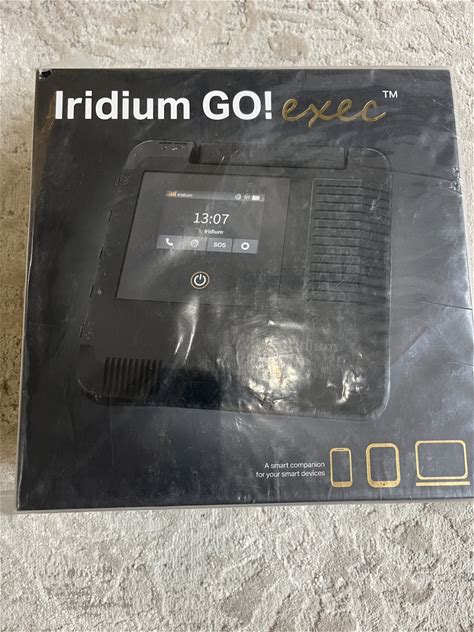 Iridium GO! exec™
iridium
13:07
Iridium
SOS
A smart companion
for your smart devices